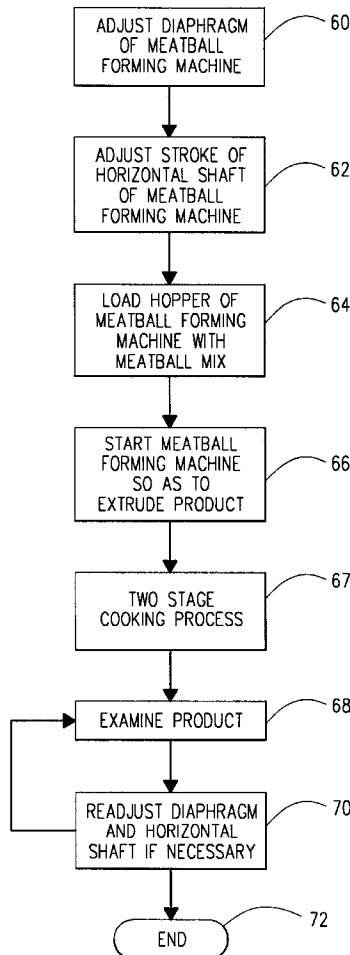 ADJUST DIAPHRAGM
OF MEATBALL
FORMING MACHINE
60
ADJUST STROKE OF
HORIZONTAL SHAFT
OF MEATBALL
FORMING MACHINE
62
LOAD HOPPER OF
MEATBALL FORMING
MACHINE WITH
MEATBALL MIX
64
START MEATBALL
FORMING MACHINE
SO AS TO
EXTRUDE PRODUCT
66
TWO STAGE
COOKING PROCESS
67
EXAMINE PRODUCT
68
READJUST DIAPHRAGM
AND HORIZONTAL
SHAFT IF NECESSARY
70
END
72